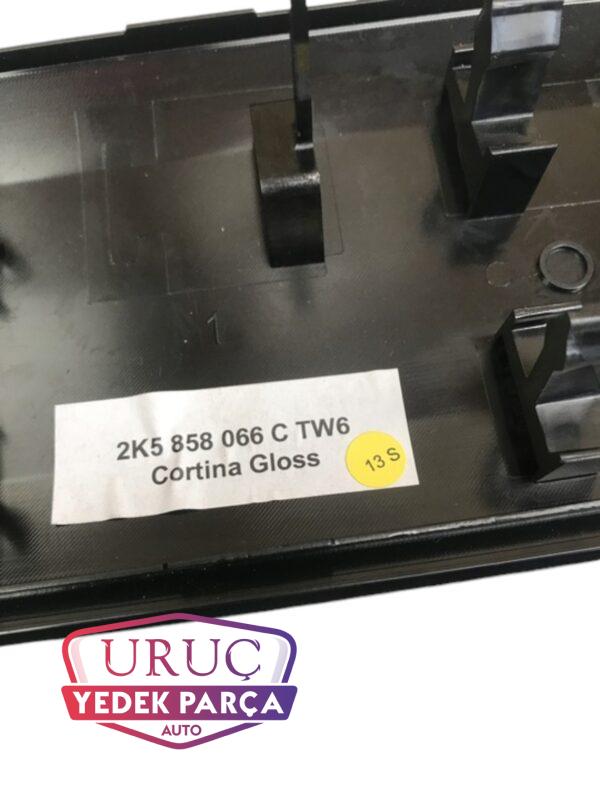 1
2K5 858 066 C TW6
Cortina Gloss
13 S
URUÇ
YEDEK PARÇA
AUTO